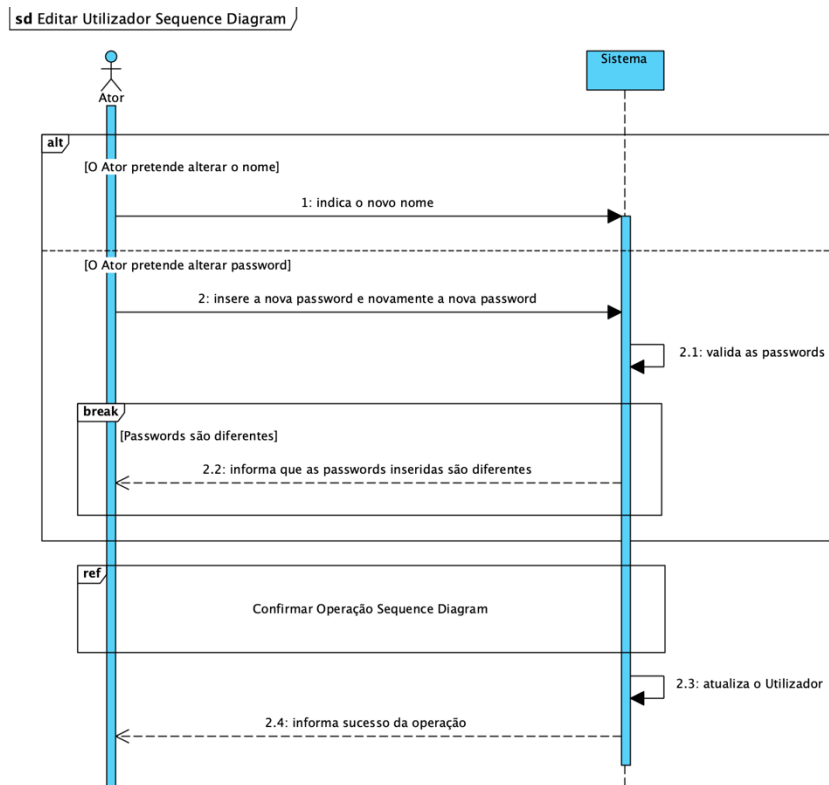 sd Editar Utilizador Sequence Diagram
Ator
Sistema
alt
[O Ator pretende alterar o nome]
1: indica o novo nome
[O Ator pretende alterar password]
2: insere a nova password e novamente a nova password
2.1: valida as passwords
break
[Passwords são diferentes]
2.2: informa que as passwords inseridas são diferentes
ref
Confirmar Operação Sequence Diagram
2.3: atualiza o Utilizador
2.4: informa sucesso da operação